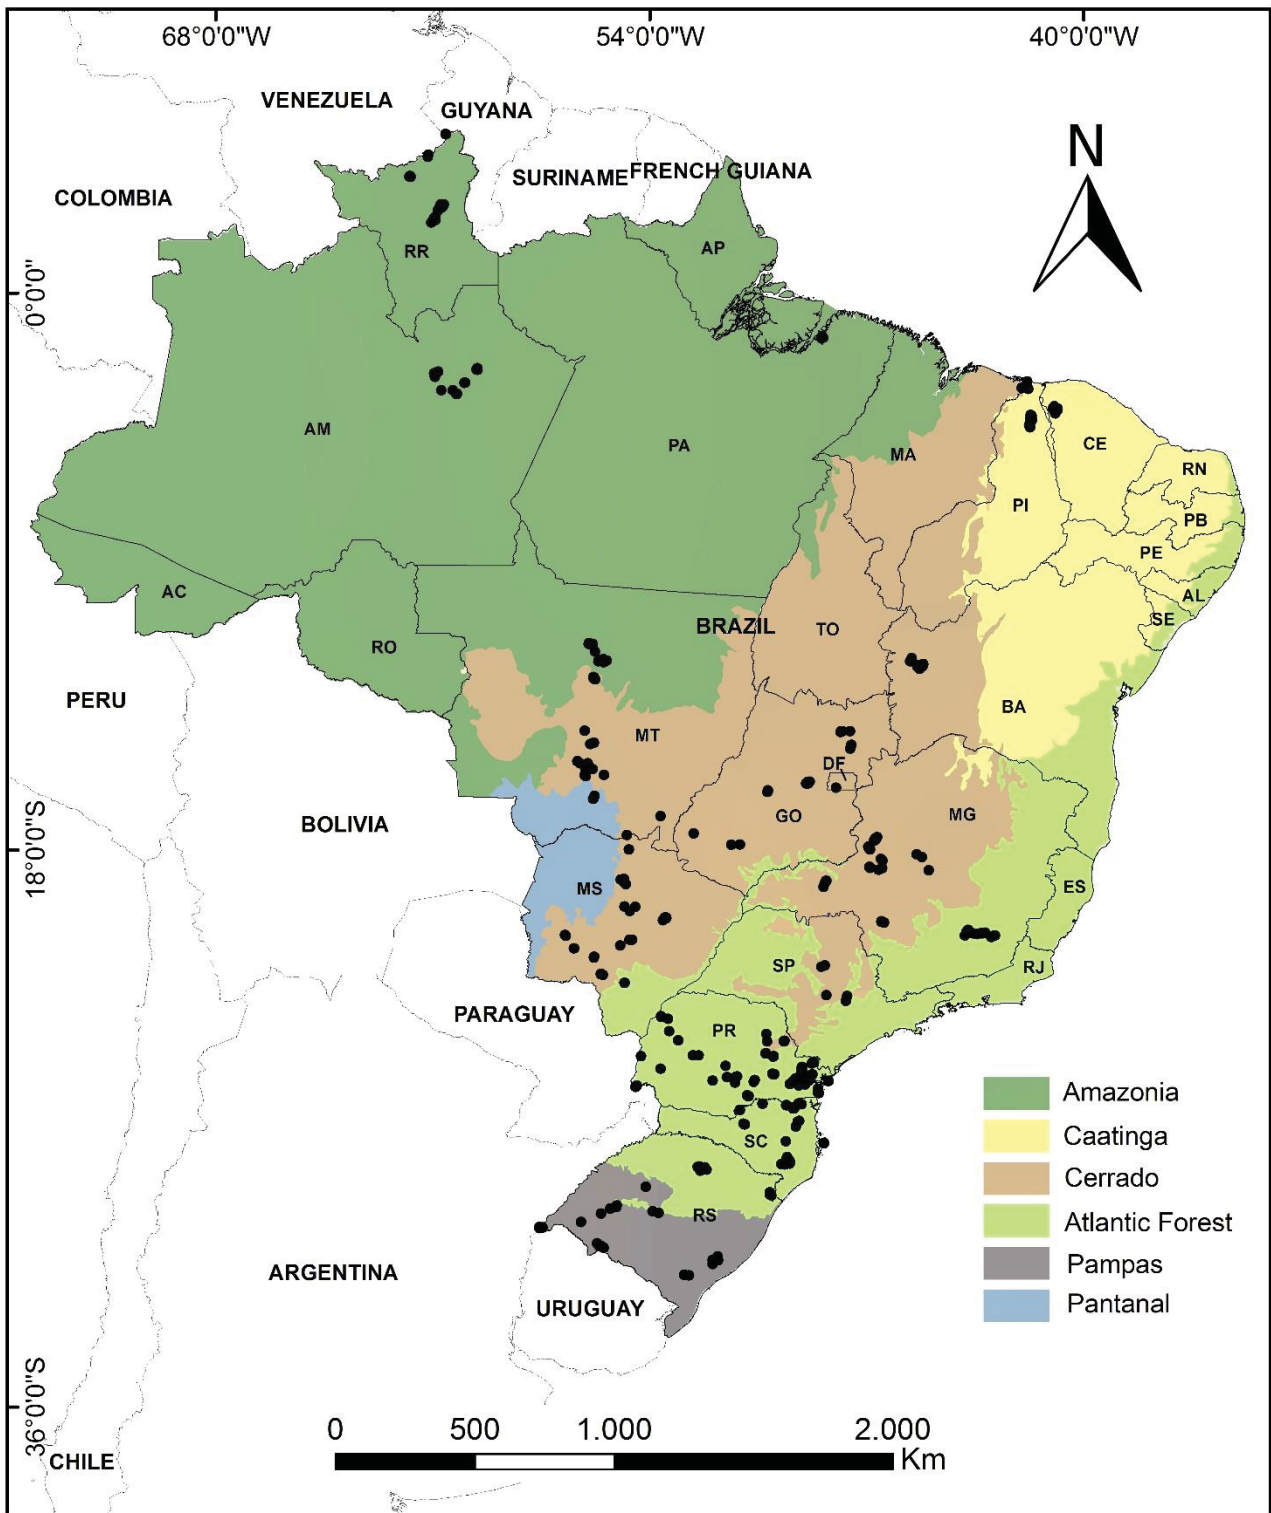 68°0'0"W
54°0'0"W
40°0'0"W
VENEZUELA
GUYANA
N
SURINAME
FRENCH GUIANA
COLOMBIA
AP
RR
0°0'0"
AM
PA
MA
CE
RN
PI
PB
PE
AC
AL
SE
BRAZIL
TO
RO
PERU
BA
MT
DF
BOLIVIA
GO
MG
18°0'0"S
MS
ES
SP
RJ
PARAGUAY
PR
Amazonia
Caatinga
SC
Cerrado
RS
Atlantic Forest
Pampas
ARGENTINA
Pantanal
URUGUAY
36°0'0"S
0
500
1.000
2.000
Km
CHILE